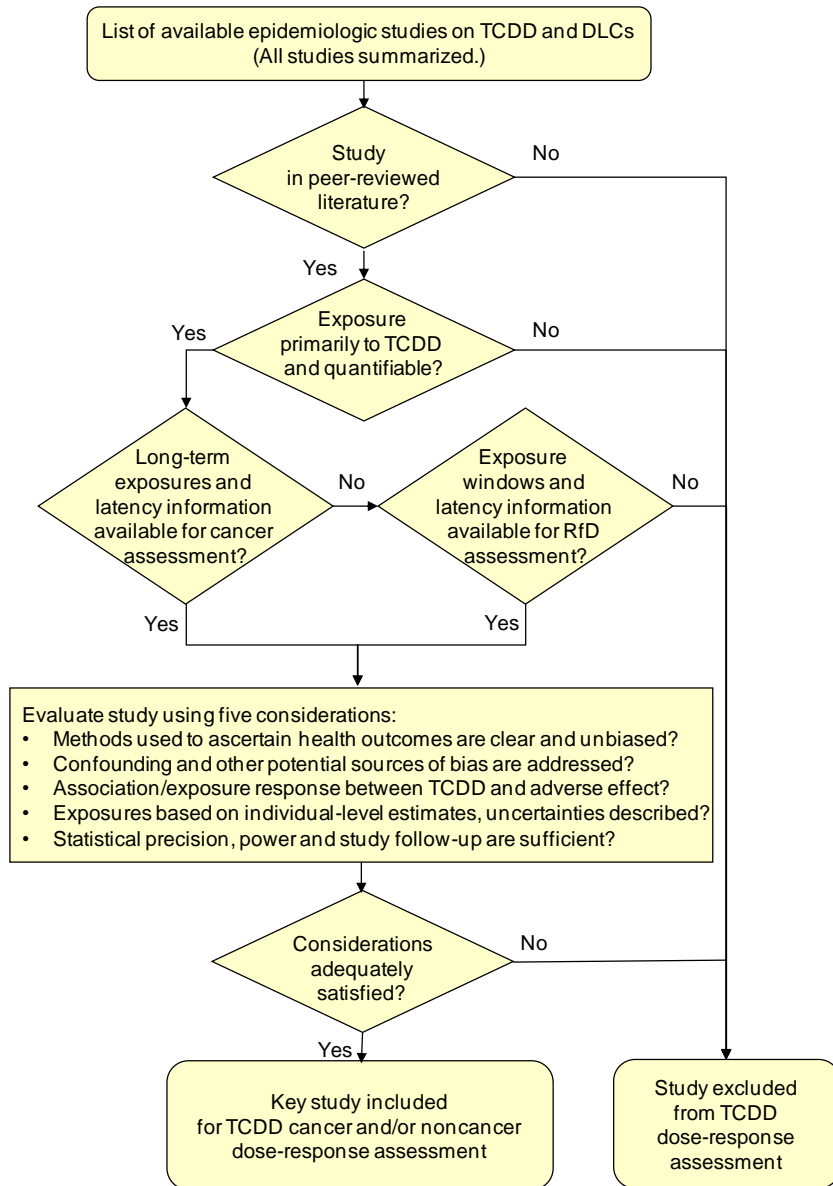 List of available epidemiologic studies on TCDD and DLCs
(All studies summarized.)
Study
in peer-reviewed
literature?
No
Yes
Exposure
primarily to TCDD
and quantifiable?
Yes
No
Long-term
exposures and
latency information
available for cancer
assessment?
No
Exposure
windows and
latency information
available for RfD
assessment?
No
Yes
Yes
Evaluate study using five considerations:
• Methods used to ascertain health outcomes are clear and unbiased?
• Confounding and other potential sources of bias are addressed?
• Association/exposure response between TCDD and adverse effect?
• Exposures based on individual-level estimates, uncertainties described?
• Statistical precision, power and study follow-up are sufficient?
Considerations
adequately
satisfied?
No
Yes
Key study included
for TCDD cancer and/or noncancer
dose-response assessment
Study excluded
from TCDD
dose-response
assessment